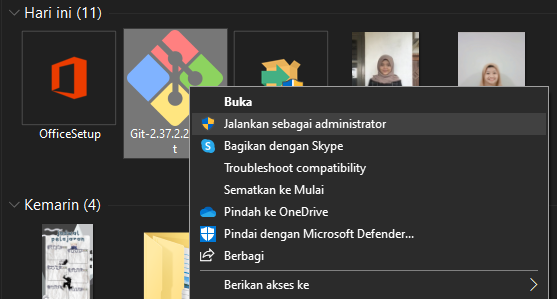 Hari ini (11)
OfficeSetup
Git-2.37.2.2
t
Buka
Jalankan sebagai administrator
Bagikan dengan Skype
Troubleshoot compatibility
Sematkan ke Mulai
Pindah ke OneDrive
Pindai dengan Microsoft Defender...
Berbagi
Berikan akses ke
Kemarin (4)
pelajaran